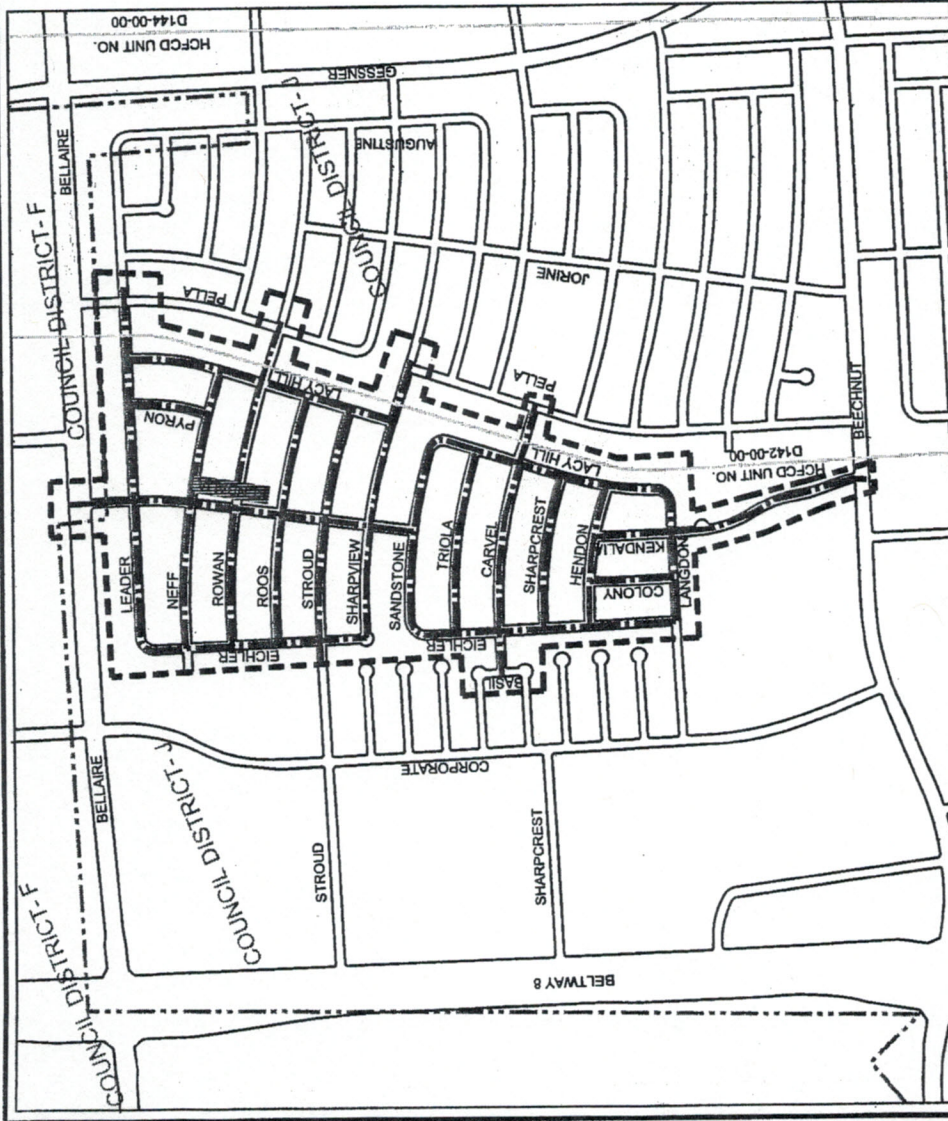 HCFCD UNIT NO.
D144-00-00
GESSNER
BELLAIRE
COUNCIL DISTRICT- J
AUGUSTINE
COUNCIL DISTRICT- F
JORINE
PELLA
LACY HILL
PELLA
PYRON
LACY HILL
BEECHNUT
HCFCD UNIT NO.
D142-00-00
LEADER
NEFF
ROWAN
ROOS
STROUD
SHARPVIEW
SANDSTONE
TRIOLA
CARVEL
SHARPCREST
HENDON
KENDALIA
COLONY
LANGDON
EICHLER
EICHLER
BASIL
CORPORATE
BELLAIRE
COUNCIL DISTRICT- J
STROUD
SHARPCREST
COUNCIL DISTRICT- F
BELTWAY 8